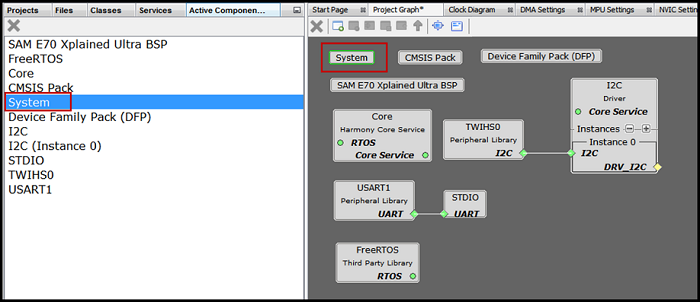 Projects Files Classes Services Active Componen...
SAM E70 Xplained Ultra BSP
FreeRTOS
Core
CMSIS Pack
System
Device Family Pack (DFP)
I2C
I2C (Instance 0)
STDIO
TWIHS0
USART1
Start Page Project Graph* Clock Diagram DMA Settings MPU Settings NVIC Settin
System
CMSIS Pack
Device Family Pack (DFP)
SAM E70 Xplained Ultra BSP
Core
Harmony Core Service
RTOS
Core Service
TWIHS0
Peripheral Library
I2C
I2C
Driver
Core Service
Instances
Instance 0
I2C
DRV_I2C
USART1
Peripheral Library
UART
STDIO
UART
FreeRTOS
Third Party Library
RTOS